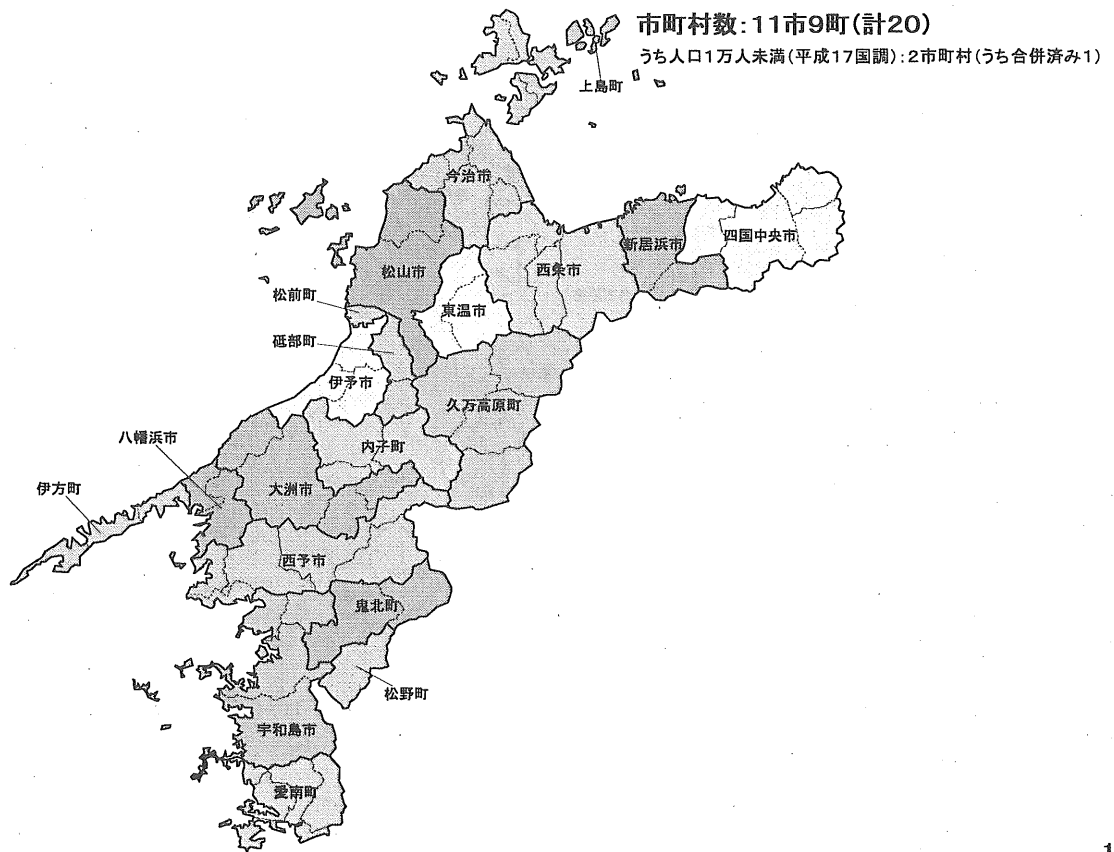 市町村数:11市9町(計20)
うち人口1万人未満(平成17国調):2市町村(うち合併済み1)
上島町
今治市
四国中央市
新居浜市
西条市
松山市
松前町
東温市
砥部町
伊予市
久万高原町
八幡浜市
内子町
伊方町
大洲市
西予市
鬼北町
松野町
宇和島市
愛南町
1